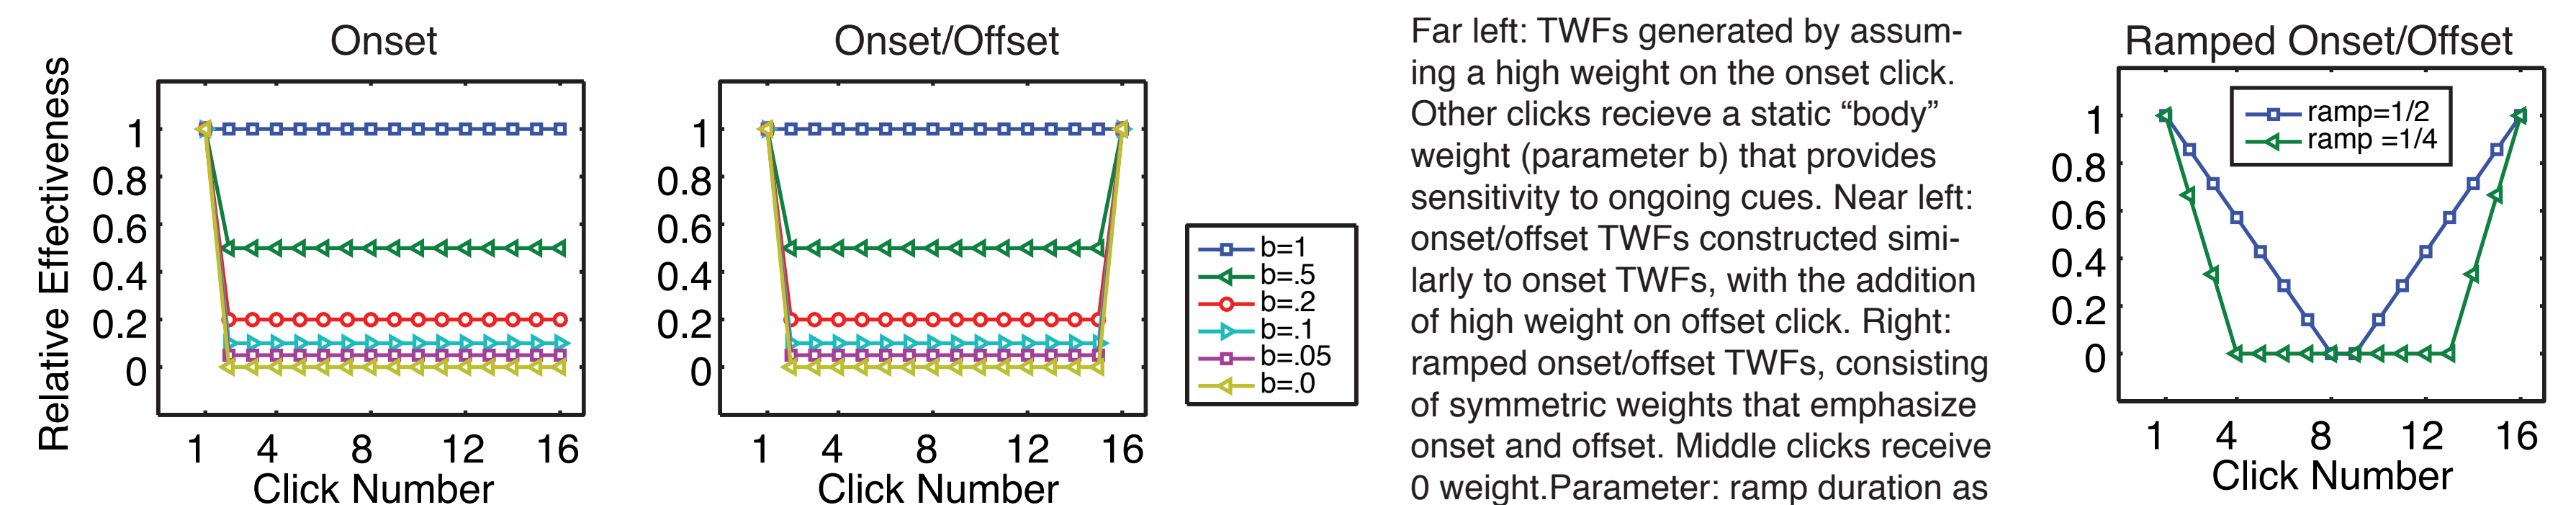 Onset
Relative Effectiveness
1
0.8
0.6
0.4
0.2
0
1 4 8 12 16
Click Number
Onset/Offset
1
0.8
0.6
0.4
0.2
0
1 4 8 12 16
Click Number
b=1
b=.5
b=.2
b=.1
b=.05
b=.0
Far left: TWFs generated by assum-
ing a high weight on the onset click.
Other clicks recieve a static “body”
weight (parameter b) that provides
sensitivity to ongoing cues. Near left:
onset/offset TWFs constructed simi-
larly to onset TWFs, with the addition
of high weight on offset click. Right:
ramped onset/offset TWFs, consisting
of symmetric weights that emphasize
onset and offset. Middle clicks receive
0 weight.Parameter: ramp duration as
Ramped Onset/Offset
ramp=1/2
ramp =1/4
1
0.8
0.6
0.4
0.2
0
1 4 8 12 16
Click Number